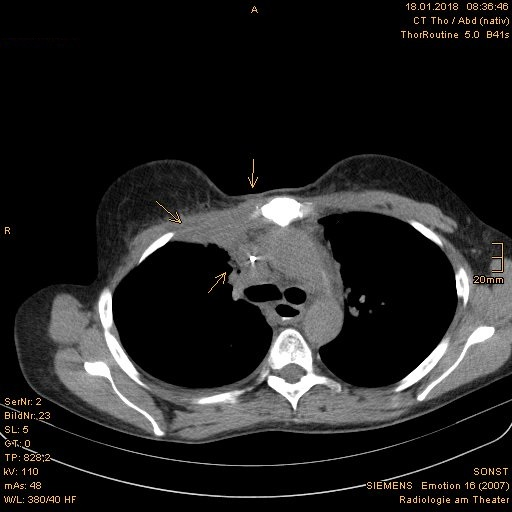 18.01.2018 08:36:46
A
CT Tho / Abd (nativ)
ThorRoutine 5.0 B41s
R
20mm
SerNr: 2
BildNr: 23
SL: 5
GT: 0
TP: 828,2
kV: 110
mAs: 48
W/L: 380/40 HF
SONST
SIEMENS Emotion 16 (2007)
Radiologie am Theater